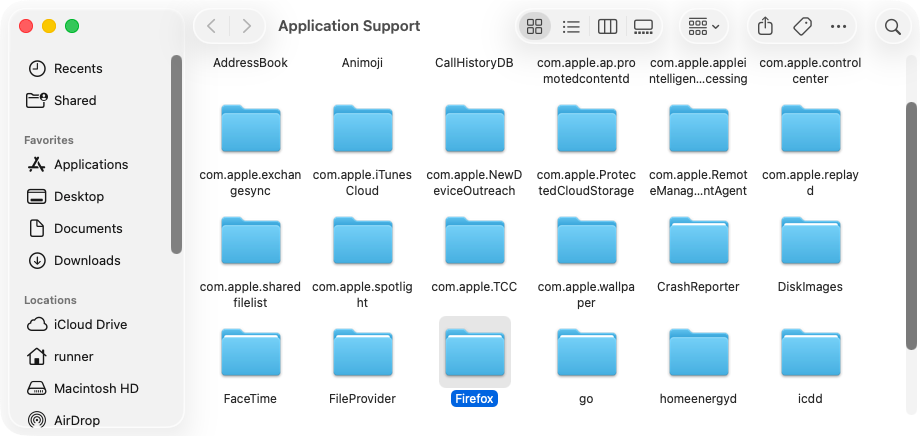 Application Support
Recents
Shared
Favorites
Applications
Desktop
Documents
Downloads
Locations
iCloud Drive
runner
Macintosh HD
AirDrop
AddressBook
Animoji
CallHistoryDB
com.apple.ap.pro
motedcontentd
com.apple.applei
ntelligen...cessing
com.apple.control
center
com.apple.exchan
gesync
com.apple.iTunes
Cloud
com.apple.NewD
eviceOutreach
com.apple.Protec
tedCloudStorage
com.apple.Remot
eManag...ntAgent
com.apple.replay
d
com.apple.shared
filelist
com.apple.spotlig
ht
com.apple.TCC
com.apple.wallpa
per
CrashReporter
DiskImages
FaceTime
FileProvider
Firefox
go
homeenergyd
icdd